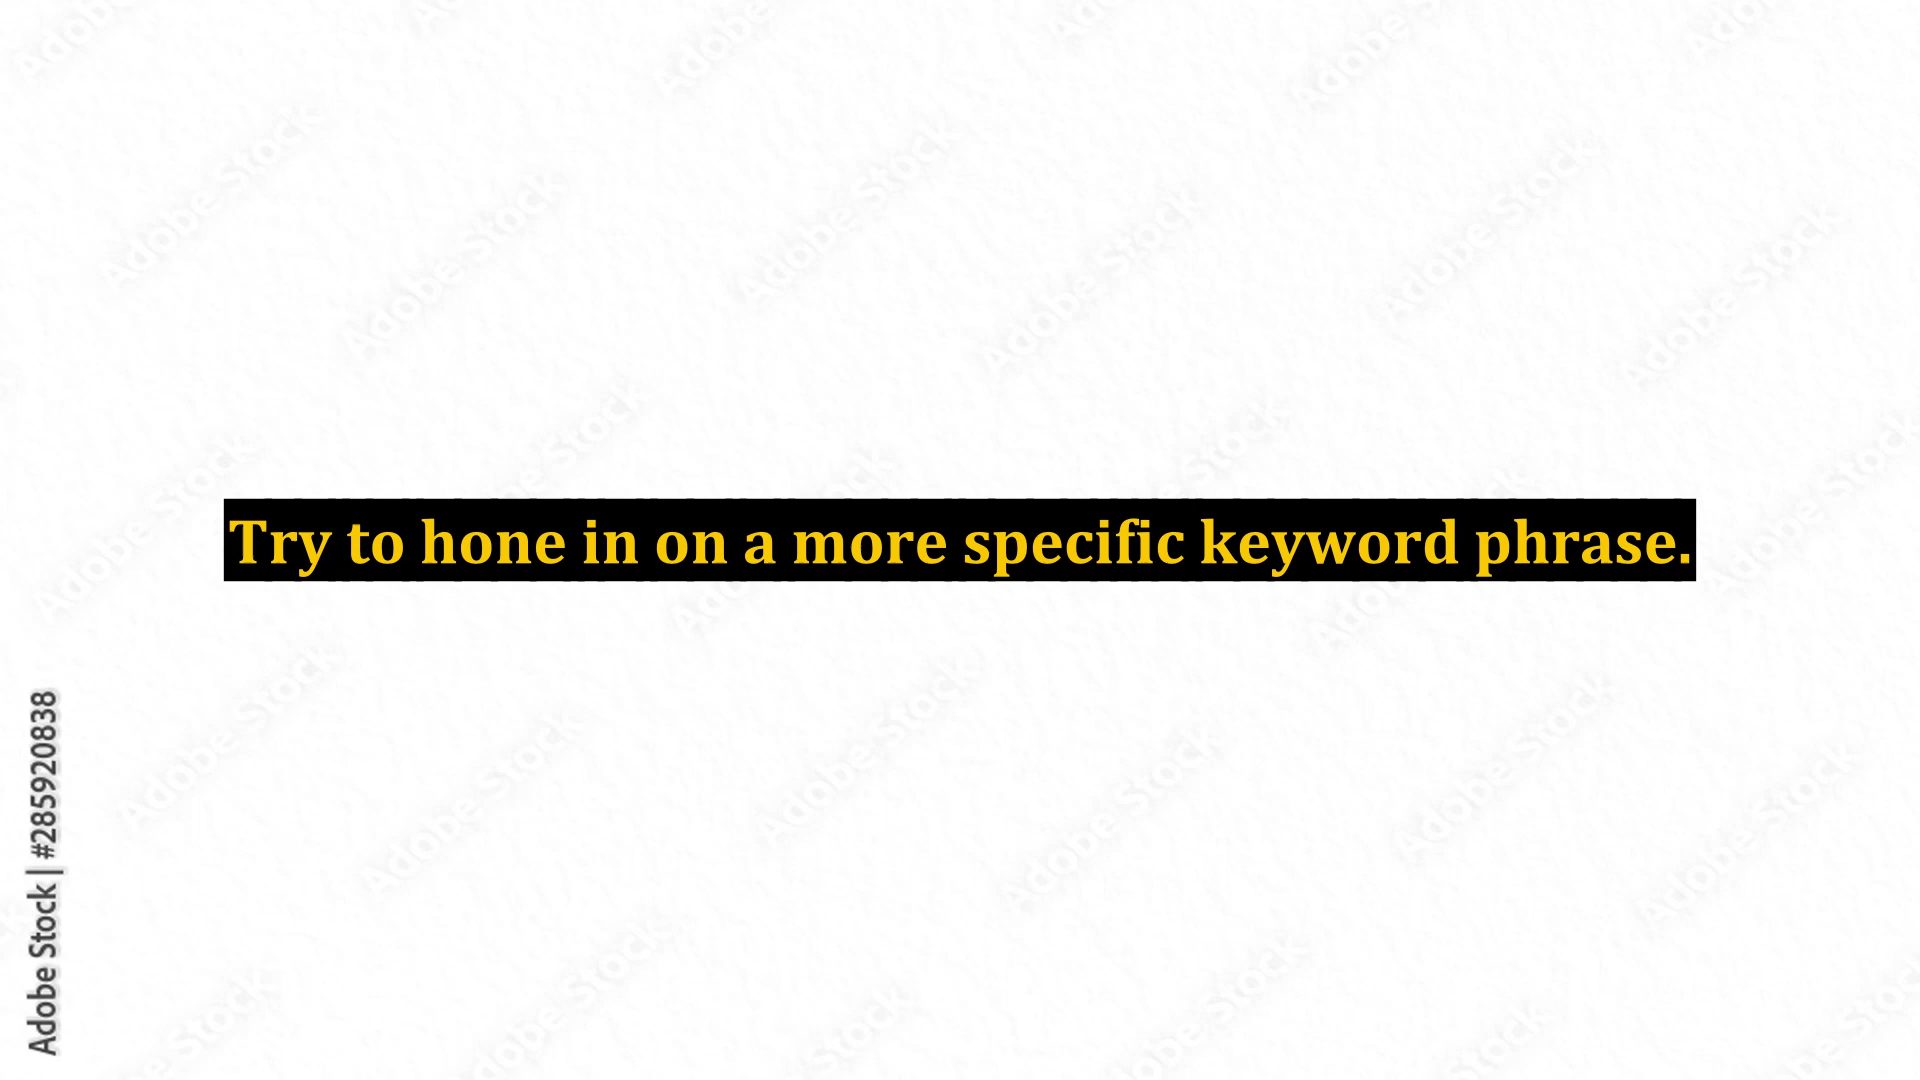 Try to hone in on a more specific keyword phrase.
Adobe Stock | #285920838